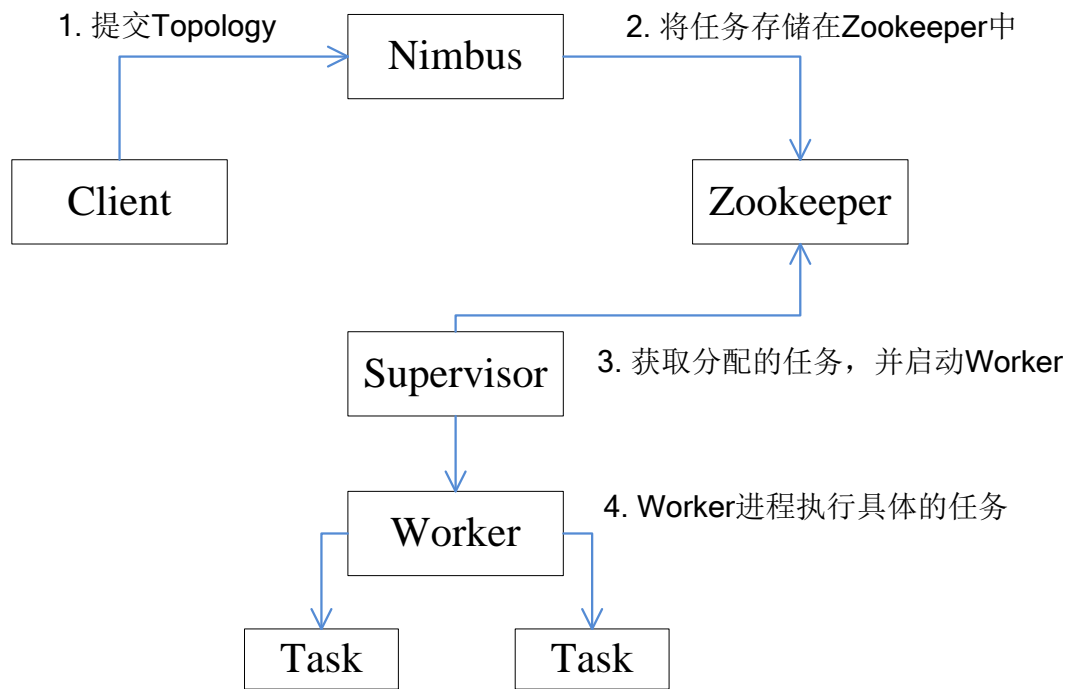 1. 提交Topology
2. 将任务存储在Zookeeper中
Nimbus
Client
Zookeeper
Supervisor
3. 获取分配的任务，并启动Worker
Worker
4. Worker进程执行具体的任务
Task
Task